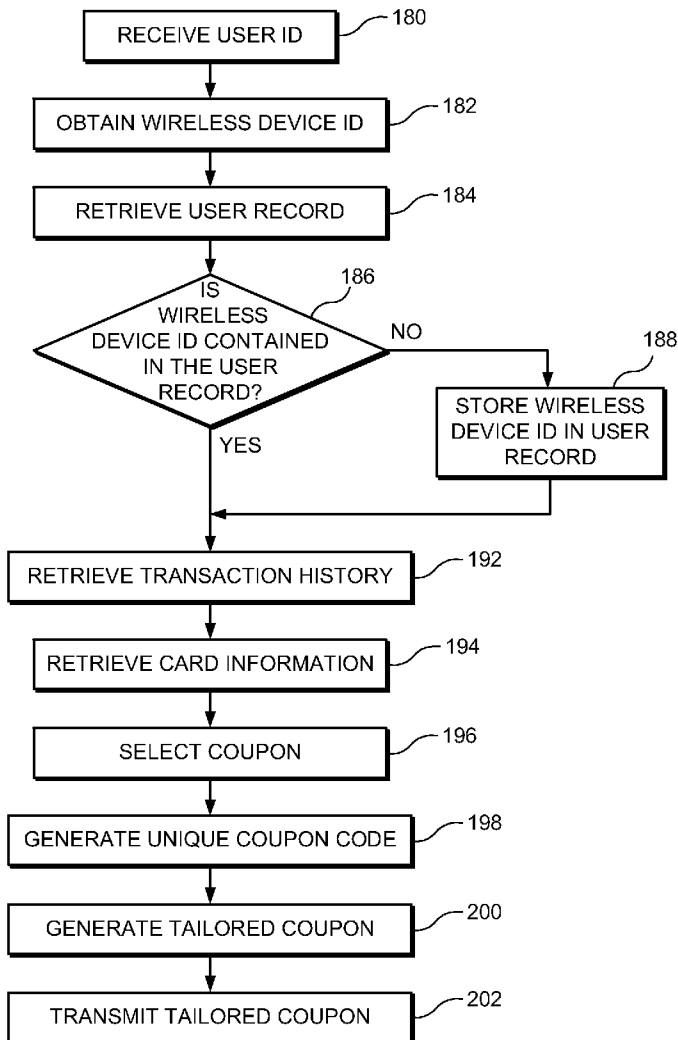 RECEIVE USER ID
180
OBTAIN WIRELESS DEVICE ID
182
RETRIEVE USER RECORD
184
IS
WIRELESS
DEVICE ID CONTAINED
IN THE USER
RECORD?
186
NO
YES
188
STORE WIRELESS
DEVICE ID IN USER
RECORD
RETRIEVE TRANSACTION HISTORY
192
RETRIEVE CARD INFORMATION
194
SELECT COUPON
196
GENERATE UNIQUE COUPON CODE
198
GENERATE TAILORED COUPON
200
TRANSMIT TAILORED COUPON
202